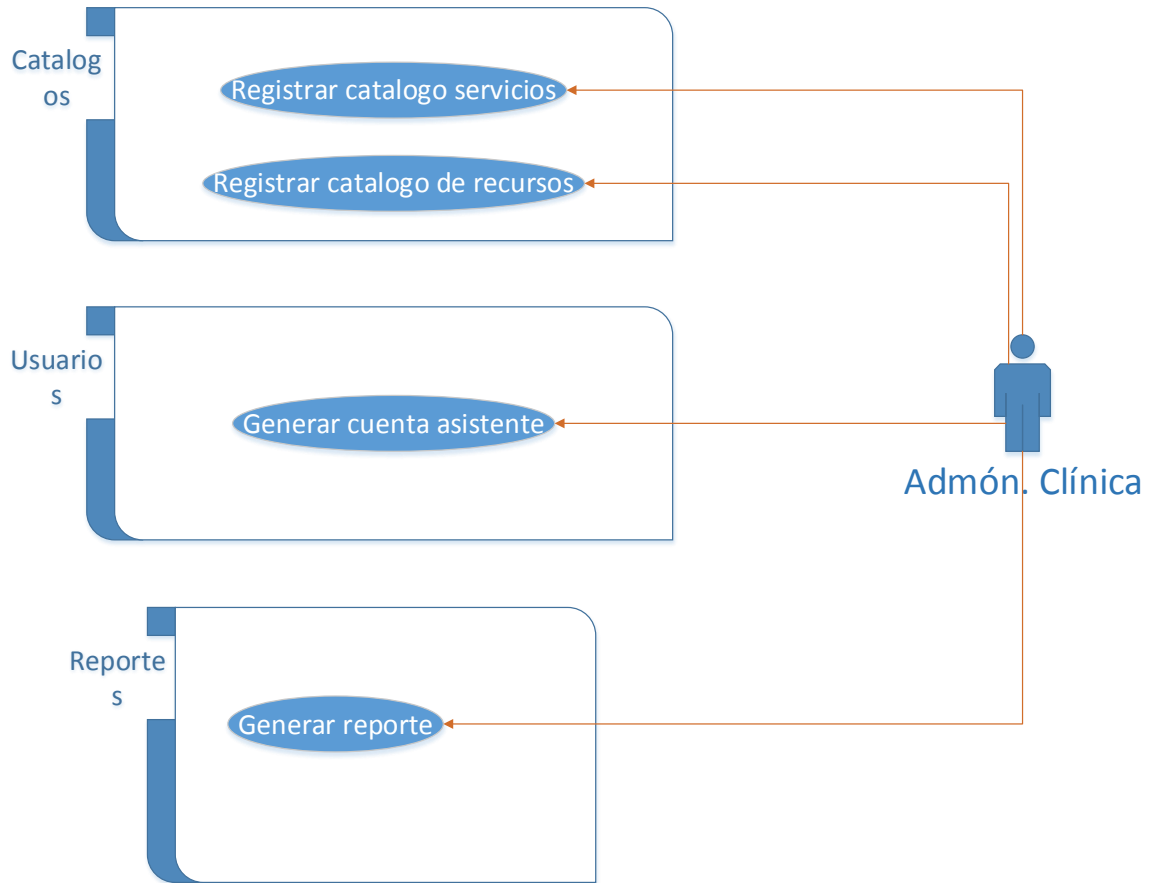 Catalog
os
Registrar catalogo servicios
Registrar catalogo de recursos
Usuario
s
Generar cuenta asistente
Admón. Clínica
Reporte
s
Generar reporte